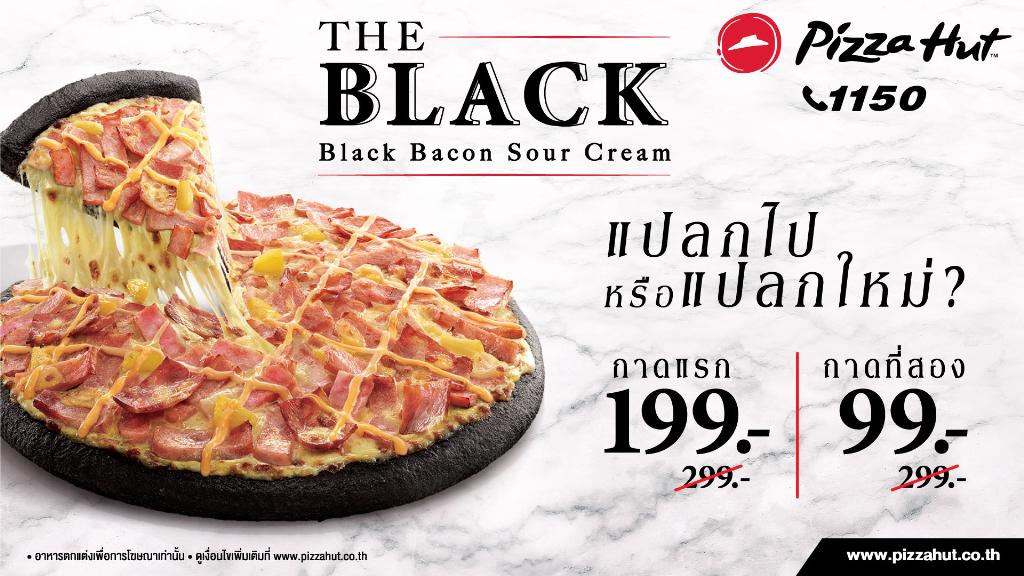 THE
BLACK
Black Bacon Sour Cream
Pizza Hut™
1150
แปลกไป
หรือแปลกใหม่?
ถาดแรก
199.-
299.-
ถาดที่สอง
99.-
299.-
• อาหารตกแต่งเพื่อการโฆษณาเท่านั้น • ดูเงื่อนไขเพิ่มเติมที่ www.pizzahut.co.th
www.pizzahut.co.th